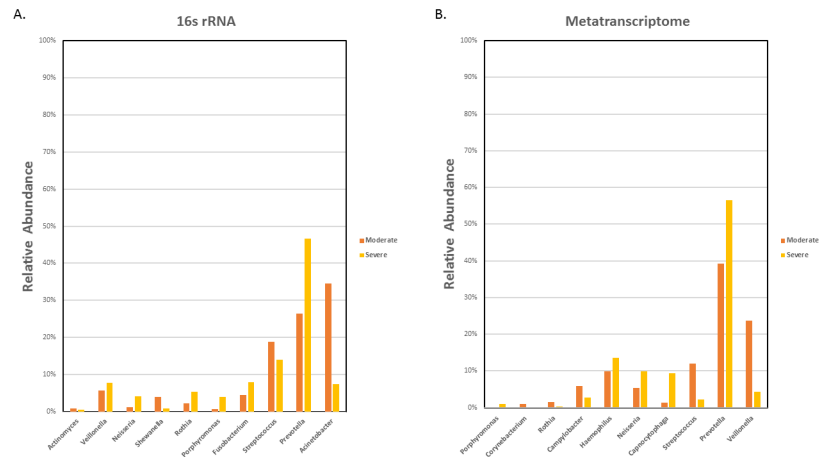 A.
16s rRNA
Relative Abundance
100%
90%
80%
70%
60%
50%
40%
30%
20%
10%
0%
Actinomyces
Veillonella
Neisseria
Shewanella
Rothia
Porphyromonas
Fusobacterium
Streptococcus
Prevotella
Acinetobacter
Moderate
Severe
B.
Metatranscriptome
Relative Abundance
100%
90%
80%
70%
60%
50%
40%
30%
20%
10%
0%
Porphyromonas
Corynebacterium
Rothia
Campylobacter
Haemophilus
Neisseria
Capnocytophaga
Streptococcus
Prevotella
Veillonella
Moderate
Severe